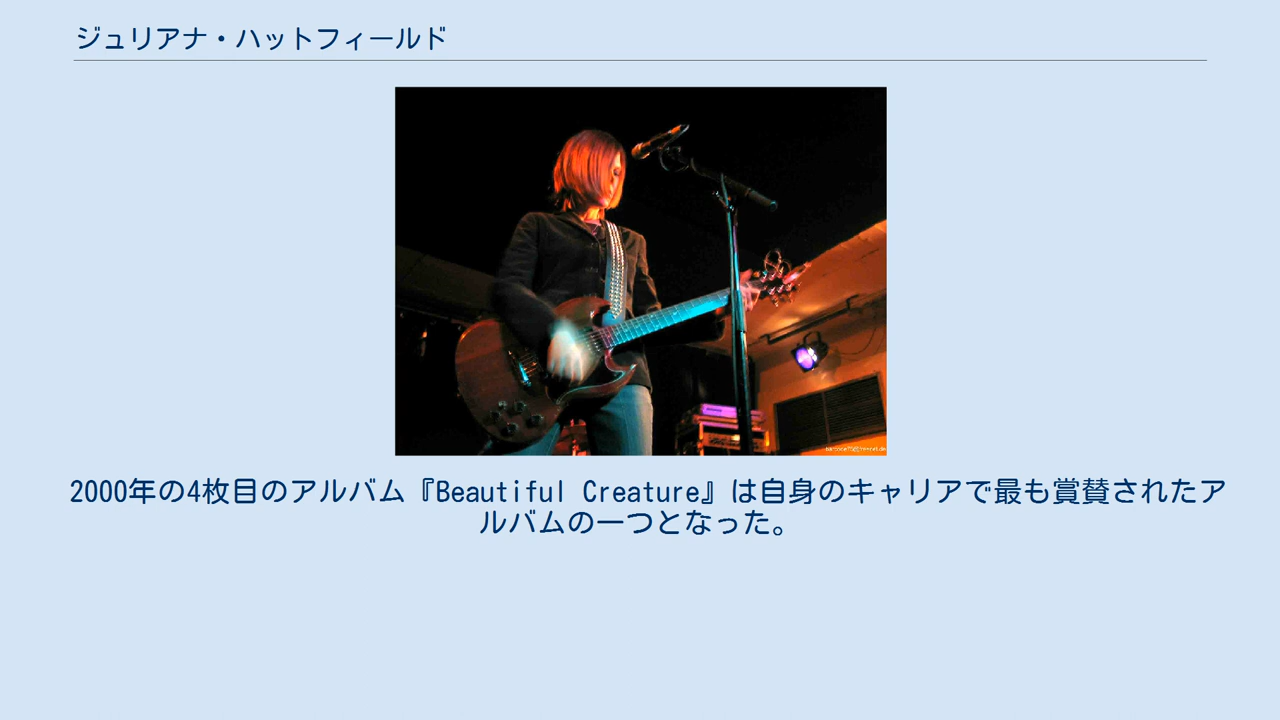 ジュリアナ・ハットフィールド
2000年の4枚目のアルバム『Beautiful Creature』は自身のキャリアで最も賞賛されたア
ルバムの一つとなった。